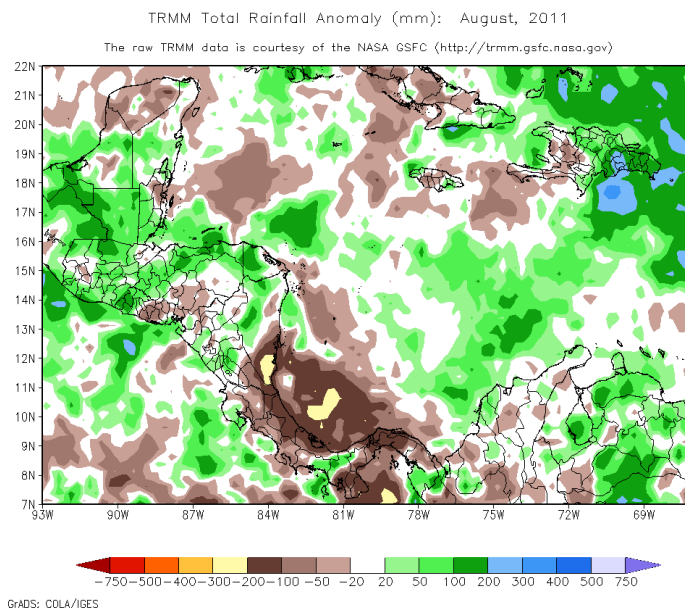 TRMM Total Rainfall Anomaly (mm):  August, 2011
The raw TRMM data is courtesy of the NASA GSFC (http://trmm.gsfc.nasa.gov)
22N
21N
20N
19N
18N
17N
16N
15N
14N
13N
12N
11N
10N
9N
8N
7N
93W 90W 87W 84W 81W 78W 75W 72W 69W
-750 -500 -400 -300 -200 -100 -50 -20 20 50 100 200 300 400 500 750
GrADS: COLA/IGES